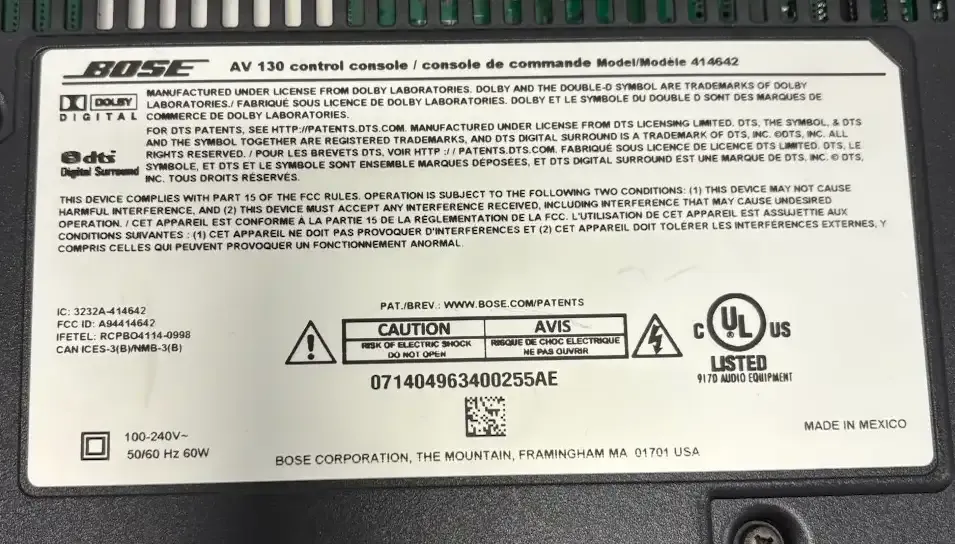 BOSE AV 130 control console / console de commande Model/Modèle 414642
MANUFACTURED UNDER LICENSE FROM DOLBY LABORATORIES. DOLBY AND THE DOUBLE-D SYMBOL ARE TRADEMARKS OF DOLBY
DOLBY LABORATORIES./ FABRIQUÉ SOUS LICENCE DE DOLBY LABORATORIES. DOLBY ET LE SYMBOLE DU DOUBLE D SONT DES MARQUES DE
DIGITAL COMMERCE DE DOLBY LABORATORIES.
FOR DTS PATENTS, SEE HTTP://PATENTS.DTS.COM. MANUFACTURED UNDER LICENSE FROM DTS LICENSING LIMITED. DTS, THE SYMBOL, & DTS
AND THE SYMBOL TOGETHER ARE REGISTERED TRADEMARKS, AND DTS DIGITAL SURROUND IS A TRADEMARK OF DTS, INC. ©DTS, INC. ALL
dts RIGHTS RESERVED. / POUR LES BREVETS DTS, VOIR HTTP :// PATENTS.DTS.COM. FABRIQUÉ SOUS LICENCE DE LICENCE DTS LIMITED. DTS, LE
Digital Surround SYMBOLE, ET DTS ET LE SYMBOLE SONT ENSEMBLE MARQUES DÉPOSÉES, ET DTS DIGITAL SURROUND EST UNE MARQUE DE DTS, INC. © DTS,
INC. TOUS DROITS RÉSERVÉS.
THIS DEVICE COMPLIES WITH PART 15 OF THE FCC RULES. OPERATION IS SUBJECT TO THE FOLLOWING TWO CONDITIONS: (1) THIS DEVICE MAY NOT CAUSE
HARMFUL INTERFERENCE, AND (2) THIS DEVICE MUST ACCEPT ANY INTERFERENCE RECEIVED, INCLUDING INTERFERENCE THAT MAY CAUSE UNDESIRED
OPERATION. / CET APPAREIL EST CONFORME À LA PARTIE 15 DE LA RÉGLEMENTATION DE LA FCC. L'UTILISATION DE CET APPAREIL EST ASSUJETTIE AUX
CONDITIONS SUIVANTES : (1) CET APPAREIL NE DOIT PAS PROVOQUER D'INTERFÉRENCES ET (2) CET APPAREIL DOIT TOLÉRER LES INTERFÉRENCES EXTERNES, Y
COMPRIS CELLES QUI PEUVENT PROVOQUER UN FONCTIONNEMENT ANORMAL.
PAT./BREV.: WWW.BOSE.COM/PATENTS
IC: 3232A-414642
FCC ID: A94414642
IFETEL: RCPBO4114-0998
CAN ICES-3(B)/NMB-3(B)
CAUTION
RISK OF ELECTRIC SHOCK
DO NOT OPEN
AVIS
RISQUE DE CHOC ELECTRIQUE
NE PAS OUVRIR
C UL US
LISTED
9170 AUDIO EQUIPMENT
071404963400255AE
100-240V~
50/60 Hz 60W
BOSE CORPORATION, THE MOUNTAIN, FRAMINGHAM MA 01701 USA
MADE IN MEXICO